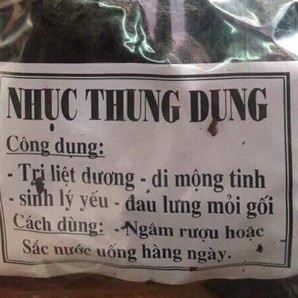 NHỤC THUNG DUNG
Công dụng:
- Trị liệt dương - di mộng tinh
- sinh lý yếu - đau lưng mỏi gối
Cách dùng: -Ngâm rượu hoặc
Sắc nước uống hàng ngày.